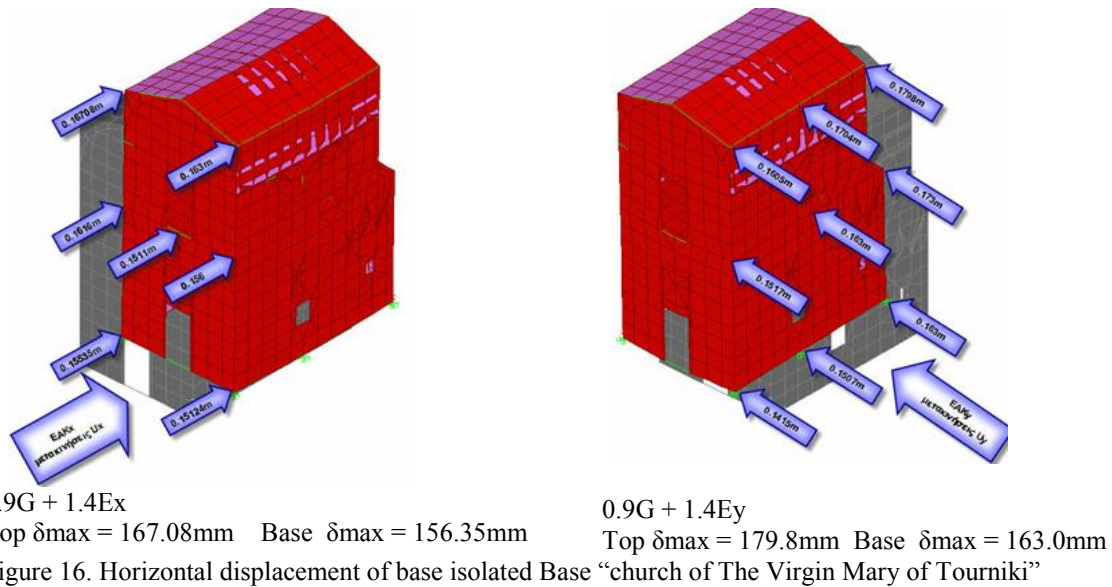 0.16708m
0.163m
0.1616m
0.1511m
0.156
0.15535m
0.15124m
ΕΑΚx
μετακινήσεις Ux
0.1798m
0.1704m
0.1605m
0.173m
0.163m
0.1517m
0.163m
0.1507m
0.1415m
ΕΑΚy
μετακινήσεις Uy
.9G + 1.4Ex
op δmax = 167.08mm Base δmax = 156.35mm
0.9G + 1.4Ey
Top δmax = 179.8mm Base δmax = 163.0mm
igure 16. Horizontal displacement of base isolated Base “church of The Virgin Mary of Tourniki”